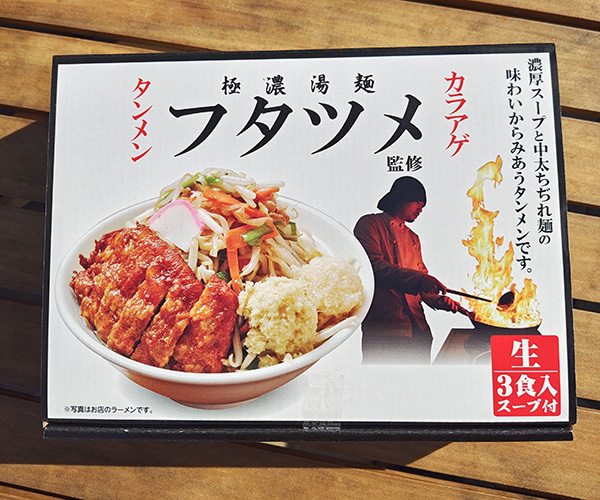 極濃湯麺
タンメン
カラアゲ
フタツメ
監修
濃厚スープと中太ちぢれ麺の
味わいからみあうタンメンです。
生
3食入
スープ付
※写真はお店のラーメンです。